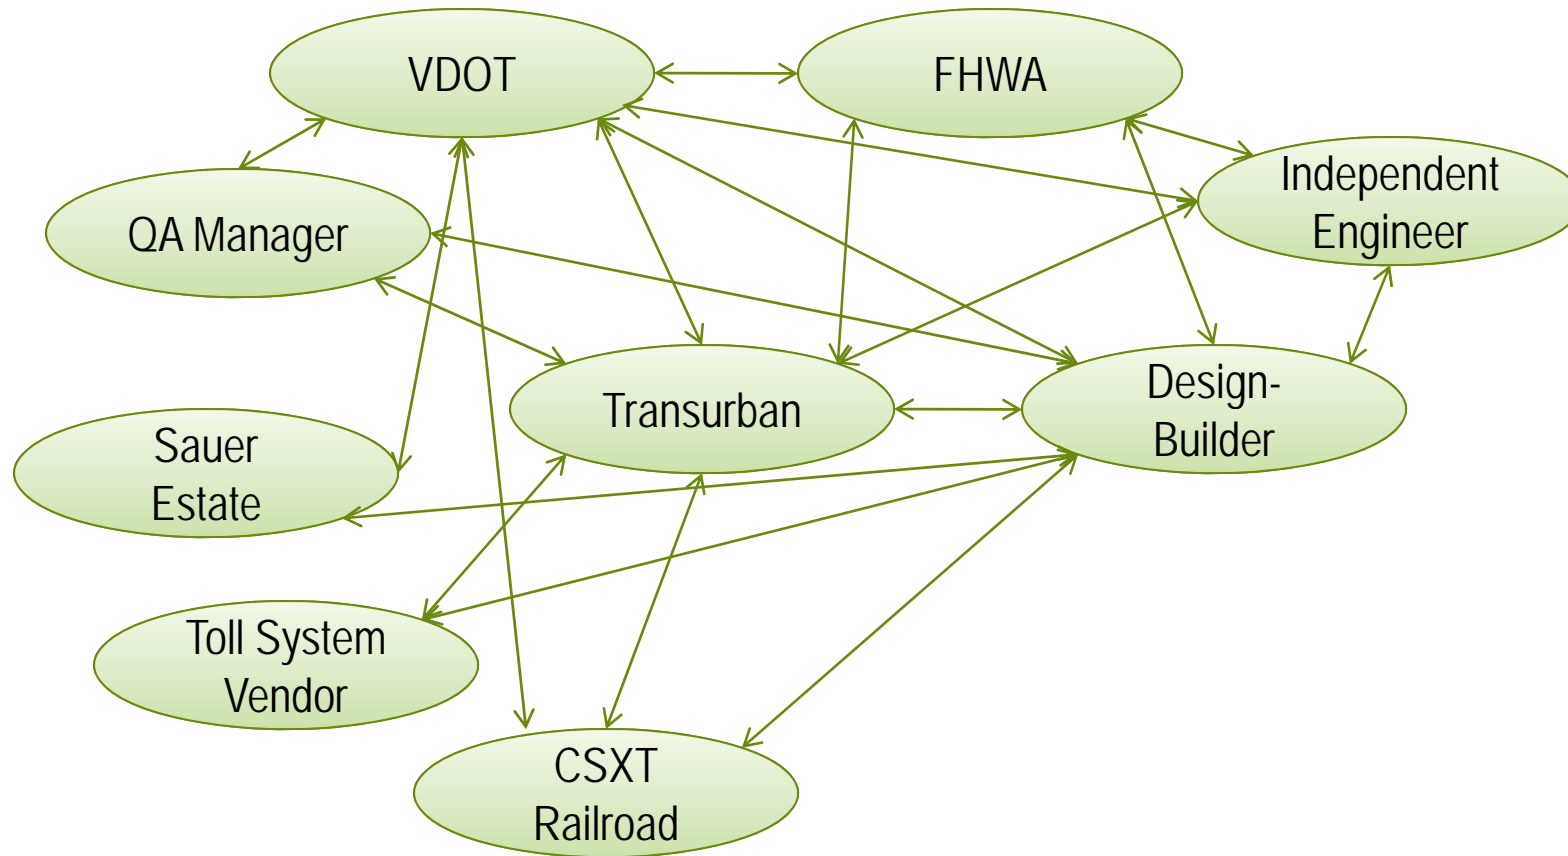 VDOT
FHWA
Independent
Engineer
QA Manager
Transurban
Design-
Builder
Sauer
Estate
Toll System
Vendor
CSXT
Railroad